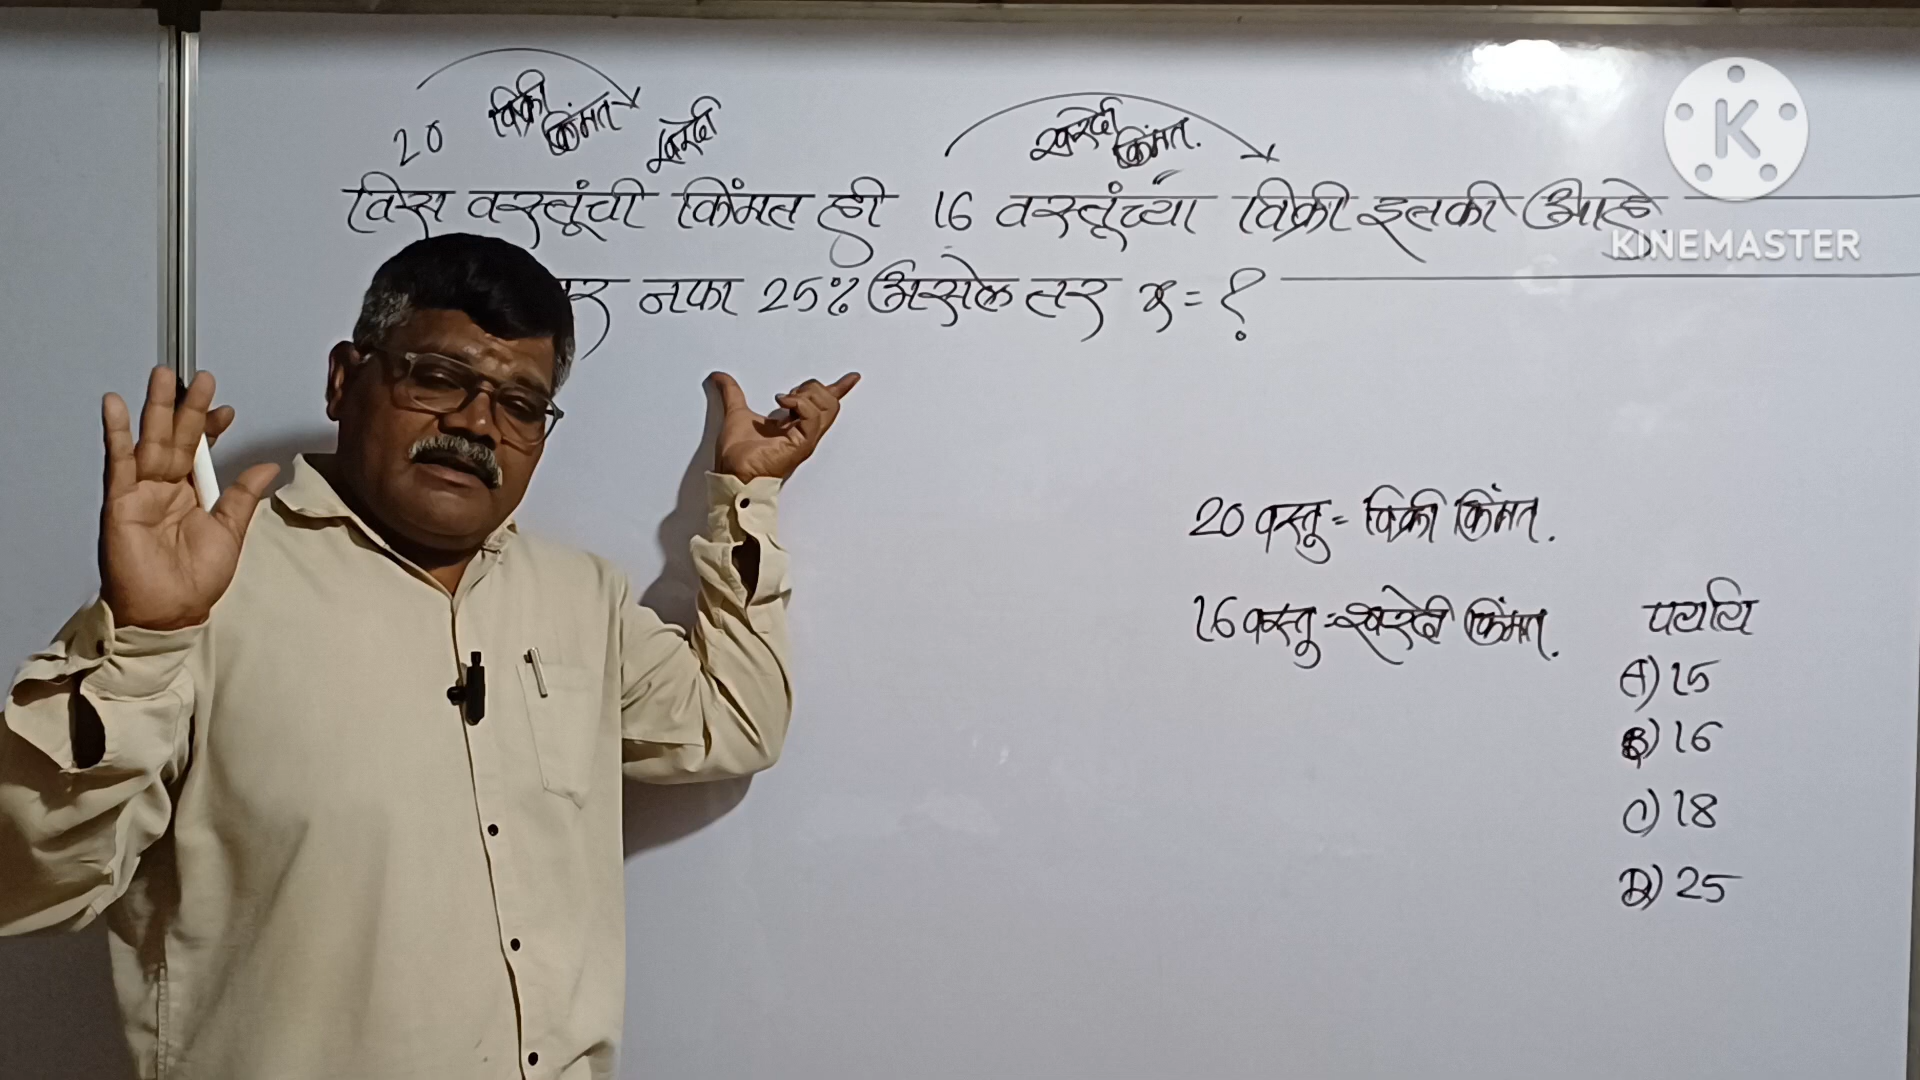 20 विक्री किंमत खरेदी खरेदी किंमत.
विस वस्तूंची किंमत ही 16 वस्तूंच्या विक्री इतकी आहे.
नफा 25% असेल तर x = ?
20 वस्तु = विक्री किंमत.
16 वस्तु = खरेदी किंमत.
पर्याय
A) 15
B) 16
C) 18
D) 25
K
KINEMASTER